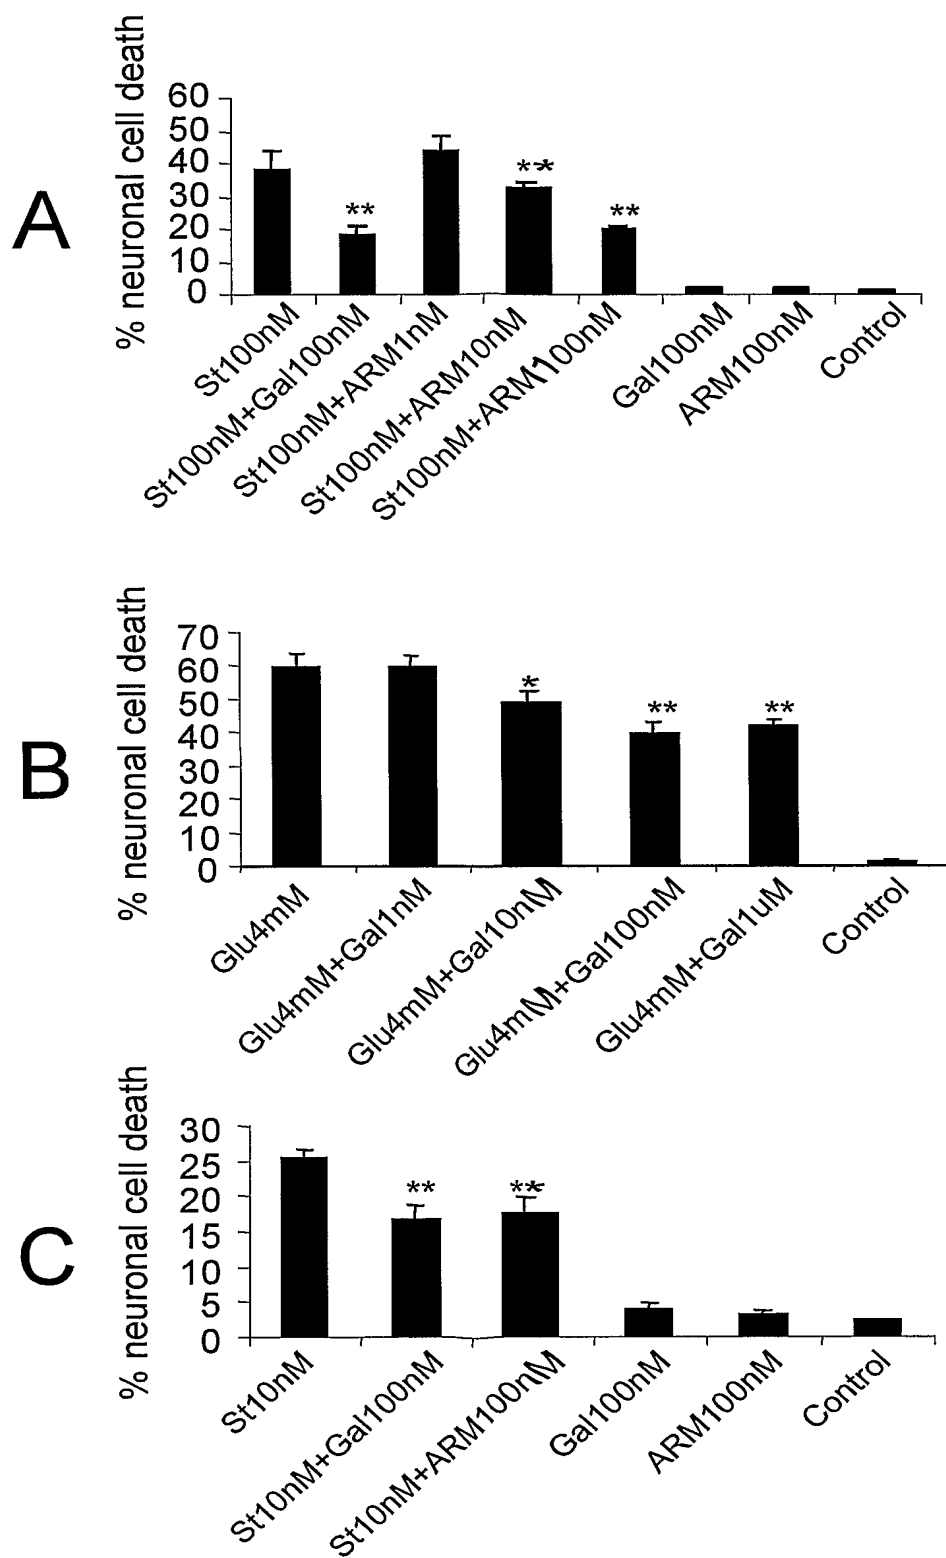 A
% neuronal cell death
60
50
40
30
20
10
0
**
**
**
St100nM
St100nM+Gal100nM
St100nM+ARM1nM
St100nM+ARM10nM
St100nM+ARM100nM
Gal100nM
ARM100nM
Control
B
% neuronal cell death
70
60
50
40
30
20
10
0
*
**
**
Glu4mM
Glu4mM+Gal1nM
Glu4mM+Gal10nM
Glu4mM+Gal100nM
Glu4mM+Gal1uM
Control
C
% neuronal cell death
30
25
20
15
10
5
0
**
**
St10nM
St10nM+Gal100nM
St10nM+ARM100nM
Gal100nM
ARM100nM
Control